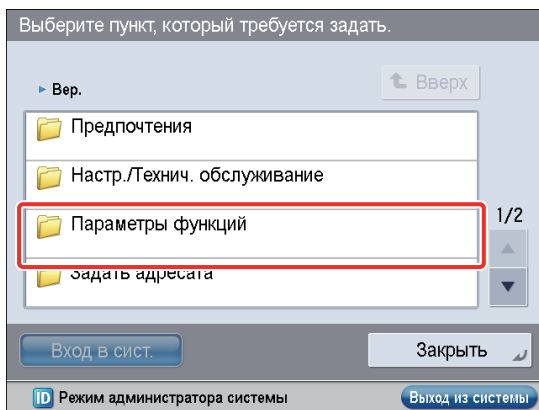 Выберите пункт, который требуется задать.
Вверх
Вер.
Предпочтения
Настр./Технич. обслуживание
Параметры функций
1/2
Задать адресата
Вход в сист.
Закрыть
ID Режим администратора системы
Выход из системы